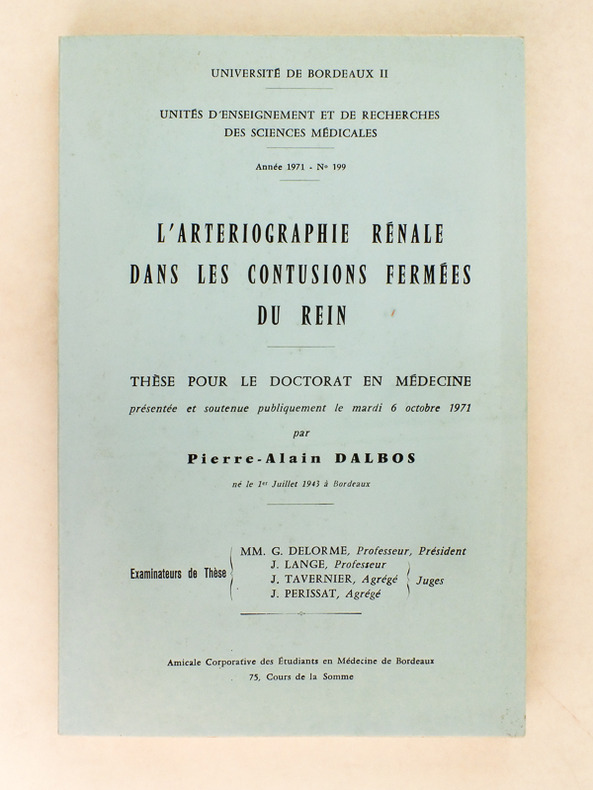 UNIVERSITÉ DE BORDEAUX II
UNITÉS D'ENSEIGNEMENT ET DE RECHERCHES
DES SCIENCES MÉDICALES
Année 1971 - No 199
L'ARTERIOGRAPHIE RÉNALE
DANS LES CONTUSIONS FERMÉES
DU REIN
THÈSE POUR LE DOCTORAT EN MÉDECINE
présentée et soutenue publiquement le mardi 6 octobre 1971
par
Pierre-Alain DALBOS
né le 1er Juillet 1943 à Bordeaux
Examinateurs de Thèse
MM. G. DELORME, Professeur, Président
J. LANGE, Professeur
J. TAVERNIER, Agrégé
J. PERISSAT, Agrégé
Juges
Amicale Corporative des Étudiants en Médecine de Bordeaux
75, Cours de la Somme